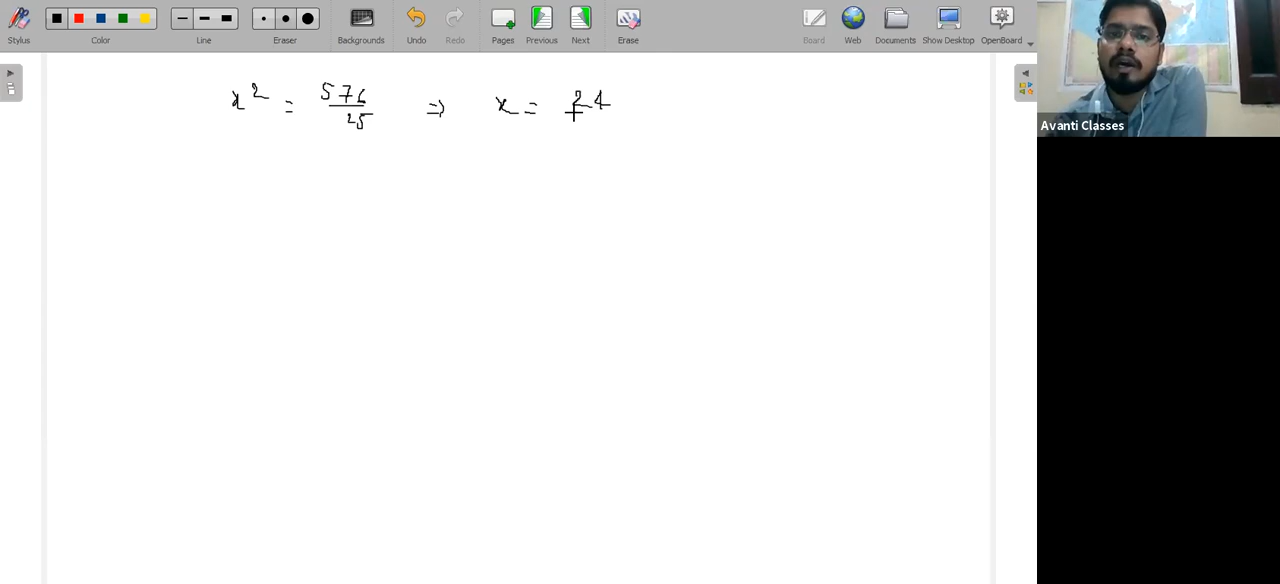 Stylus Color Line Eraser Backgrounds Undo Redo Pages Previous Next Erase Board Web Documents Show Desktop OpenBoard
x² = 576/25 ⇒ x = 24
Avanti Classes